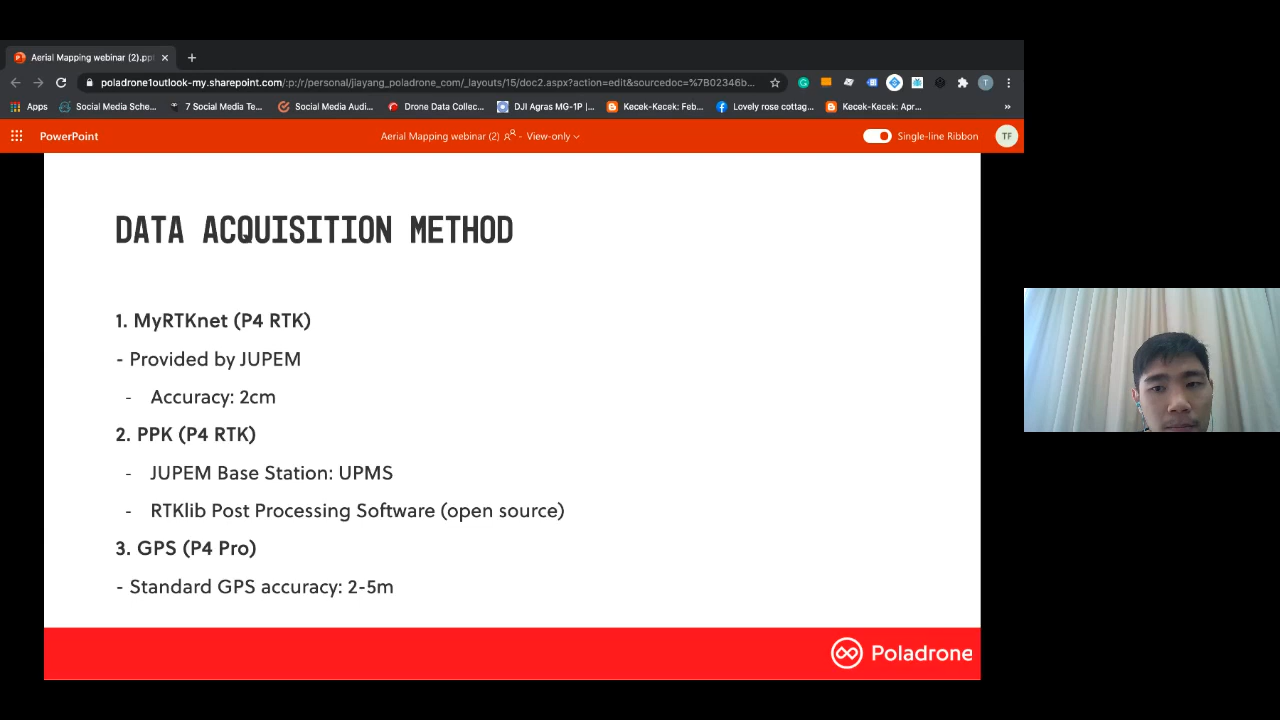 Aerial Mapping webinar (2).ppt
poladrone1outlook-my.sharepoint.com/:p:/r/personal/jiayang_poladrone_com/_layouts/15/doc2.aspx?action=edit&sourcedoc=%7B02346b...
T
Apps
Social Media Sche...
7 Social Media Te...
Social Media Audi...
Drone Data Collec...
DJI Agras MG-1P |...
Kecek-Kecek: Feb...
Lovely rose cottag...
Kecek-Kecek: Apr...
»
PowerPoint
Aerial Mapping webinar (2) - View-only
Single-line Ribbon
TF
DATA ACQUISITION METHOD
1. MyRTKnet (P4 RTK)
- Provided by JUPEM
- Accuracy: 2cm
2. PPK (P4 RTK)
- JUPEM Base Station: UPMS
- RTKlib Post Processing Software (open source)
3. GPS (P4 Pro)
- Standard GPS accuracy: 2-5m
Poladrone